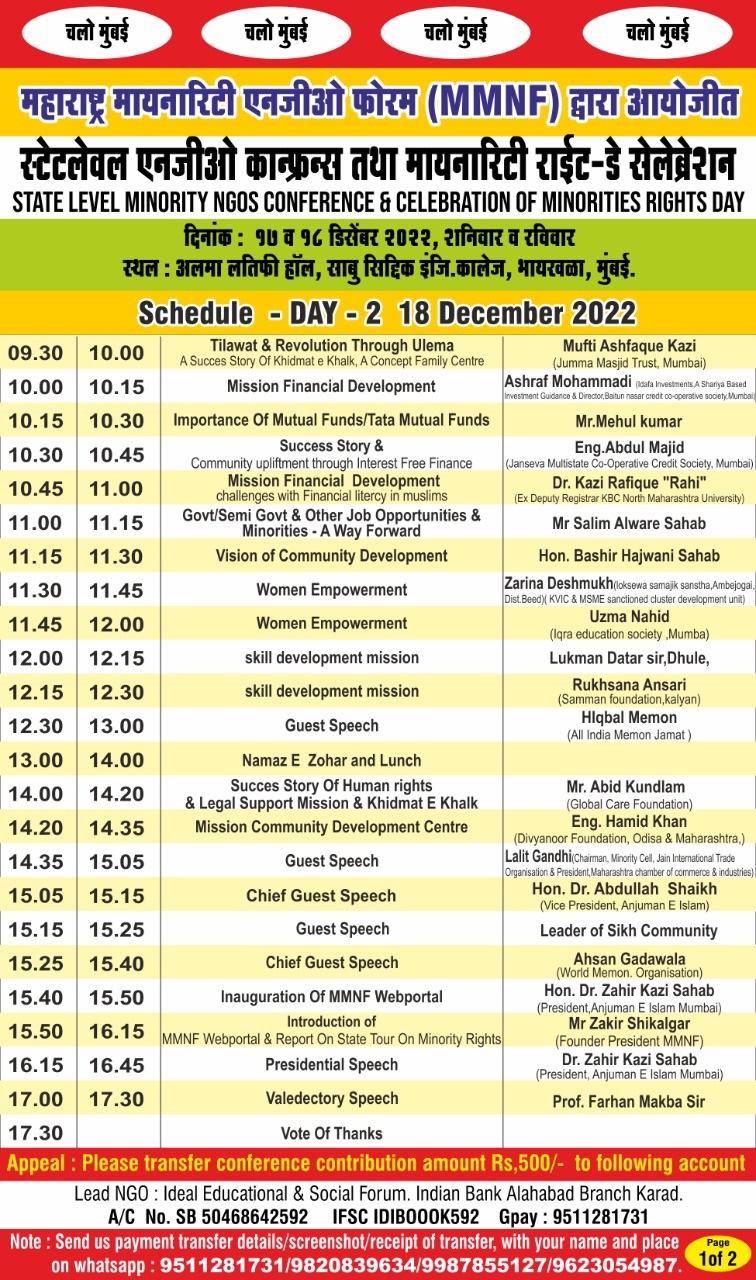 चलो मुंबई चलो मुंबई चलो मुंबई चलो मुंबई
महाराष्ट्र मायनारिटी एनजीओ फोरम (MMNF) द्वारा आयोजीत
स्टेटलेवल एनजीओ कान्फ्रन्स तथा मायनारिटी राईट-डे सेलेब्रेशन
STATE LEVEL MINORITY NGOS CONFERENCE & CELEBRATION OF MINORITIES RIGHTS DAY
दिनांक : १७ व १८ डिसेंबर २०२२, शनिवार व रविवार
स्थल : अलमा लतिफी हॉल, साबु सिद्दिक इंजि.कालेज, भायखळा, मुंबई.
Schedule - DAY - 2 18 December 2022
09.30 10.00 Tilawat & Revolution Through Ulema Mufti Ashfaque Kazi
A Succes Story Of Khidmat e Khalk, A Concept Family Centre (Jumma Masjid Trust, Mumbai)
10.00 10.15 Mission Financial Development Ashraf Mohammadi (Idafa Investments,A Shariya Based
Investment Guidance & Director,Baitun nasar credit co-operative society,Mumbai)
10.15 10.30 Importance Of Mutual Funds/Tata Mutual Funds Mr.Mehul kumar
10.30 10.45 Success Story & Eng.Abdul Majid
Community upliftment through Interest Free Finance (Janseva Multistate Co-Operative Credit Society, Mumbai)
10.45 11.00 Mission Financial Development Dr. Kazi Rafique "Rahi"
challenges with Financial litercy in muslims (Ex Deputy Registrar KBC North Maharashtra University)
11.00 11.15 Govt/Semi Govt & Other Job Opportunities & Mr Salim Alware Sahab
Minorities - A Way Forward
11.15 11.30 Vision of Community Development Hon. Bashir Hajwani Sahab
11.30 11.45 Women Empowerment Zarina Deshmukh(loksewa samajik sanstha,Ambejogai,
Dist.Beed)( KVIC & MSME sanctioned cluster development unit)
11.45 12.00 Women Empowerment Uzma Nahid
(Iqra education society ,Mumba)
12.00 12.15 skill development mission Lukman Datar sir,Dhule,
12.15 12.30 skill development mission Rukhsana Ansari
(Samman foundation,kalyan)
12.30 13.00 Guest Speech HIqbal Memon
(All India Memon Jamat )
13.00 14.00 Namaz E Zohar and Lunch
14.00 14.20 Succes Story Of Human rights Mr. Abid Kundlam
& Legal Support Mission & Khidmat E Khalk (Global Care Foundation)
14.20 14.35 Mission Community Development Centre Eng. Hamid Khan
(Divyanoor Foundation, Odisa & Maharashtra,)
14.35 15.05 Guest Speech Lalit Gandhi(Chairman, Minority Cell, Jain International Trade
Organisation & President,Maharashtra chamber of commerce & industries)
15.05 15.15 Chief Guest Speech Hon. Dr. Abdullah Shaikh
(Vice President, Anjuman E Islam)
15.15 15.25 Guest Speech Leader of Sikh Community
15.25 15.40 Chief Guest Speech Ahsan Gadawala
(World Memon. Organisation)
15.40 15.50 Inauguration Of MMNF Webportal Hon. Dr. Zahir Kazi Sahab
(President,Anjuman E Islam Mumbai)
15.50 16.15 Introduction of Mr Zakir Shikalgar
MMNF Webportal & Report On State Tour On Minority Rights (Founder President MMNF)
16.15 16.45 Presidential Speech Dr. Zahir Kazi Sahab
(President, Anjuman E Islam Mumbai)
17.00 17.30 Valedectory Speech Prof. Farhan Makba Sir
17.30 Vote Of Thanks
Appeal : Please transfer conference contribution amount Rs,500/- to following account
Lead NGO : Ideal Educational & Social Forum. Indian Bank Alahabad Branch Karad.
A/C No. SB 50468642592 IFSC IDIBOOOK592 Gpay : 9511281731
Note : Send us payment transfer details/screenshot/receipt of transfer, with your name and place
on whatsapp : 9511281731/9820839634/9987855127/9623054987.
Page
1of 2